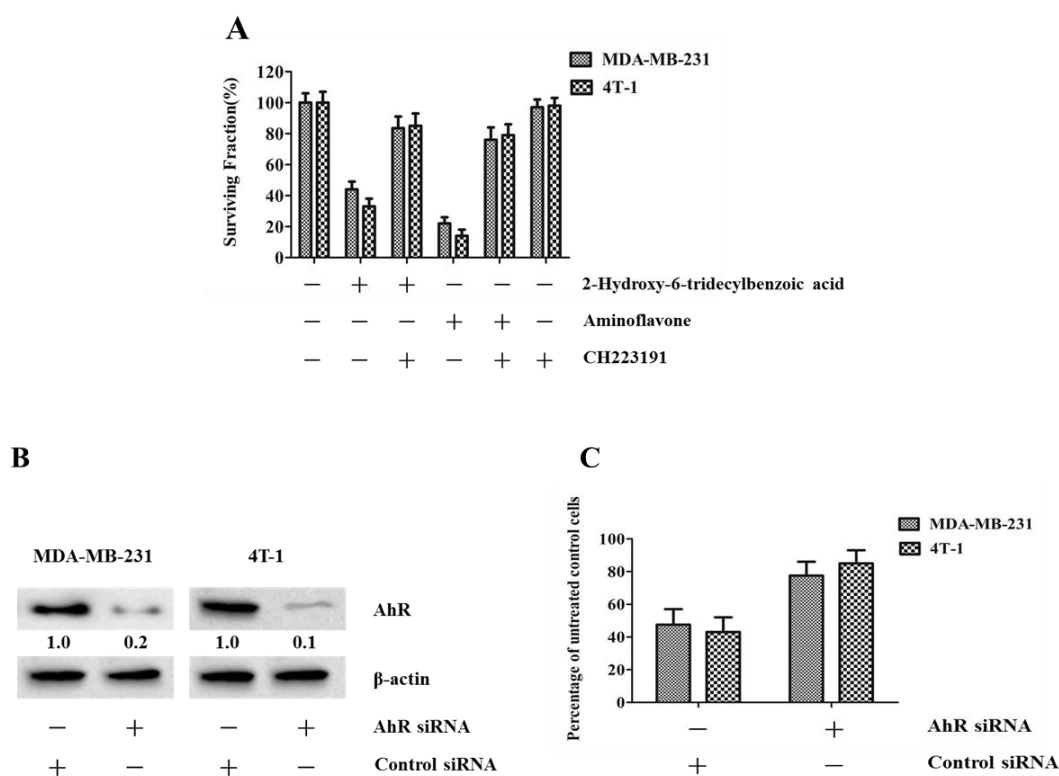 A
MDA-MB-231
4T-1
Surviving Fraction(%)
120
100
80
60
40
20
0
— + + — — — 2-Hydroxy-6-tridecylbenzoic acid
— — — + + — Aminoflavone
— — + — + + CH223191
B
MDA-MB-231 4T-1
AhR
1.0 0.2 1.0 0.1
β-actin
— + — + AhR siRNA
+ — + — Control siRNA
C
MDA-MB-231
4T-1
Percentage of untreated control cells
100
80
60
40
20
0
— + AhR siRNA
+ — Control siRNA